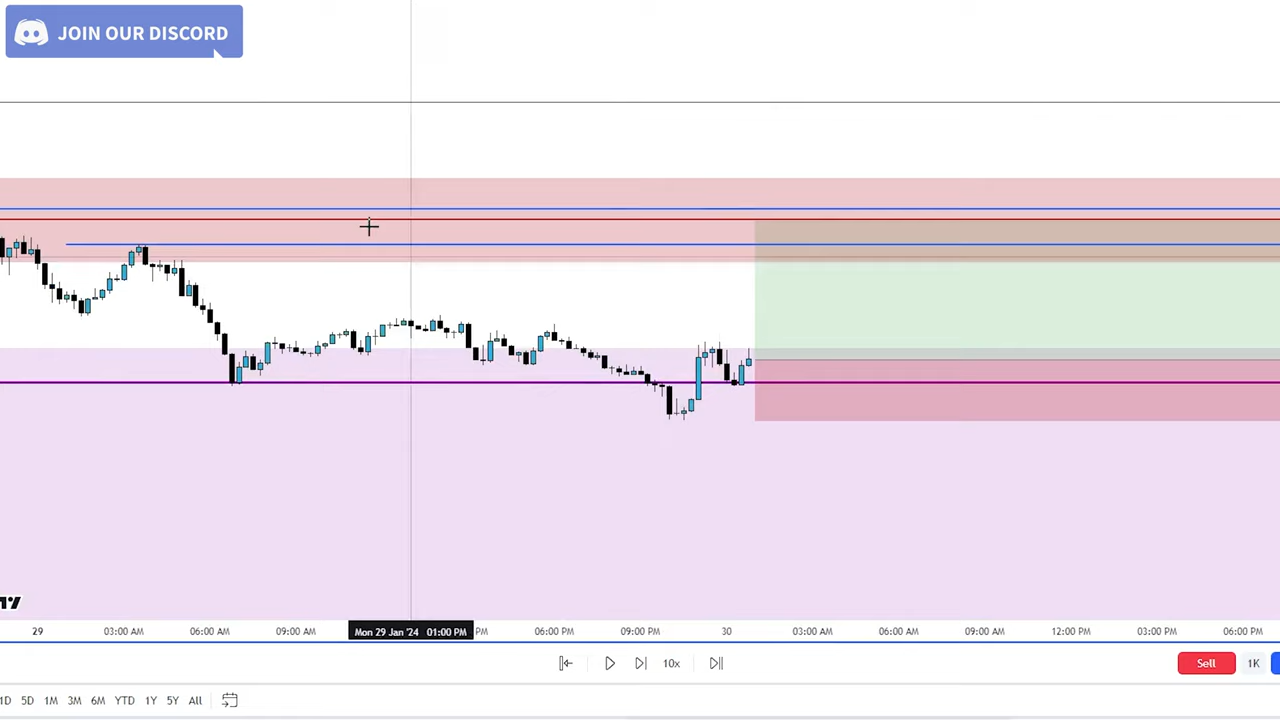 JOIN OUR DISCORD
29 03:00 AM 06:00 AM 09:00 AM Mon 29 Jan '24 01:00 PM PM 06:00 PM 09:00 PM 30 03:00 AM 06:00 AM 09:00 AM 12:00 PM 03:00 PM 06:00 PM
10x Sell 1K
1D 5D 1M 3M 6M YTD 1Y 5Y All